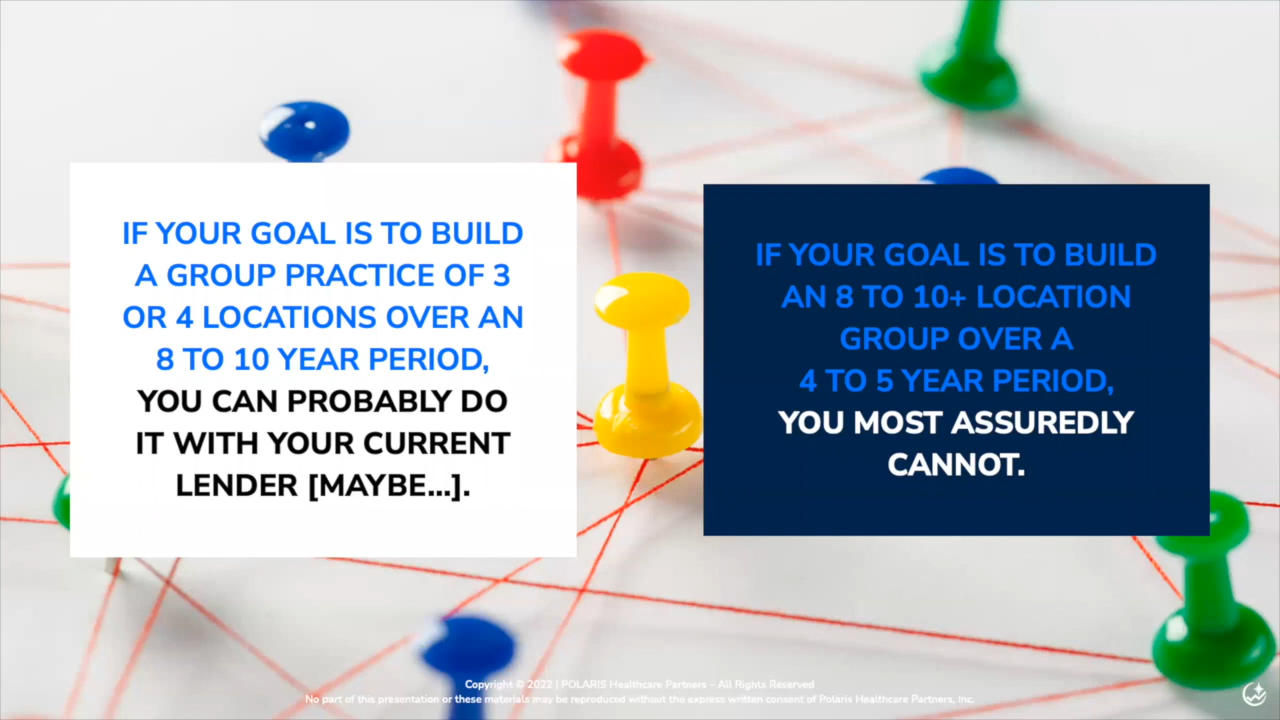 IF YOUR GOAL IS TO BUILD
A GROUP PRACTICE OF 3
OR 4 LOCATIONS OVER AN
8 TO 10 YEAR PERIOD,
YOU CAN PROBABLY DO
IT WITH YOUR CURRENT
LENDER [MAYBE...].
IF YOUR GOAL IS TO BUILD
AN 8 TO 10+ LOCATION
GROUP OVER A
4 TO 5 YEAR PERIOD,
YOU MOST ASSUREDLY
CANNOT.
Copyright © 2022 | POLARIS Healthcare Partners – All Rights Reserved
No part of this presentation or these materials may be reproduced without the express written consent of Polaris Healthcare Partners, Inc.